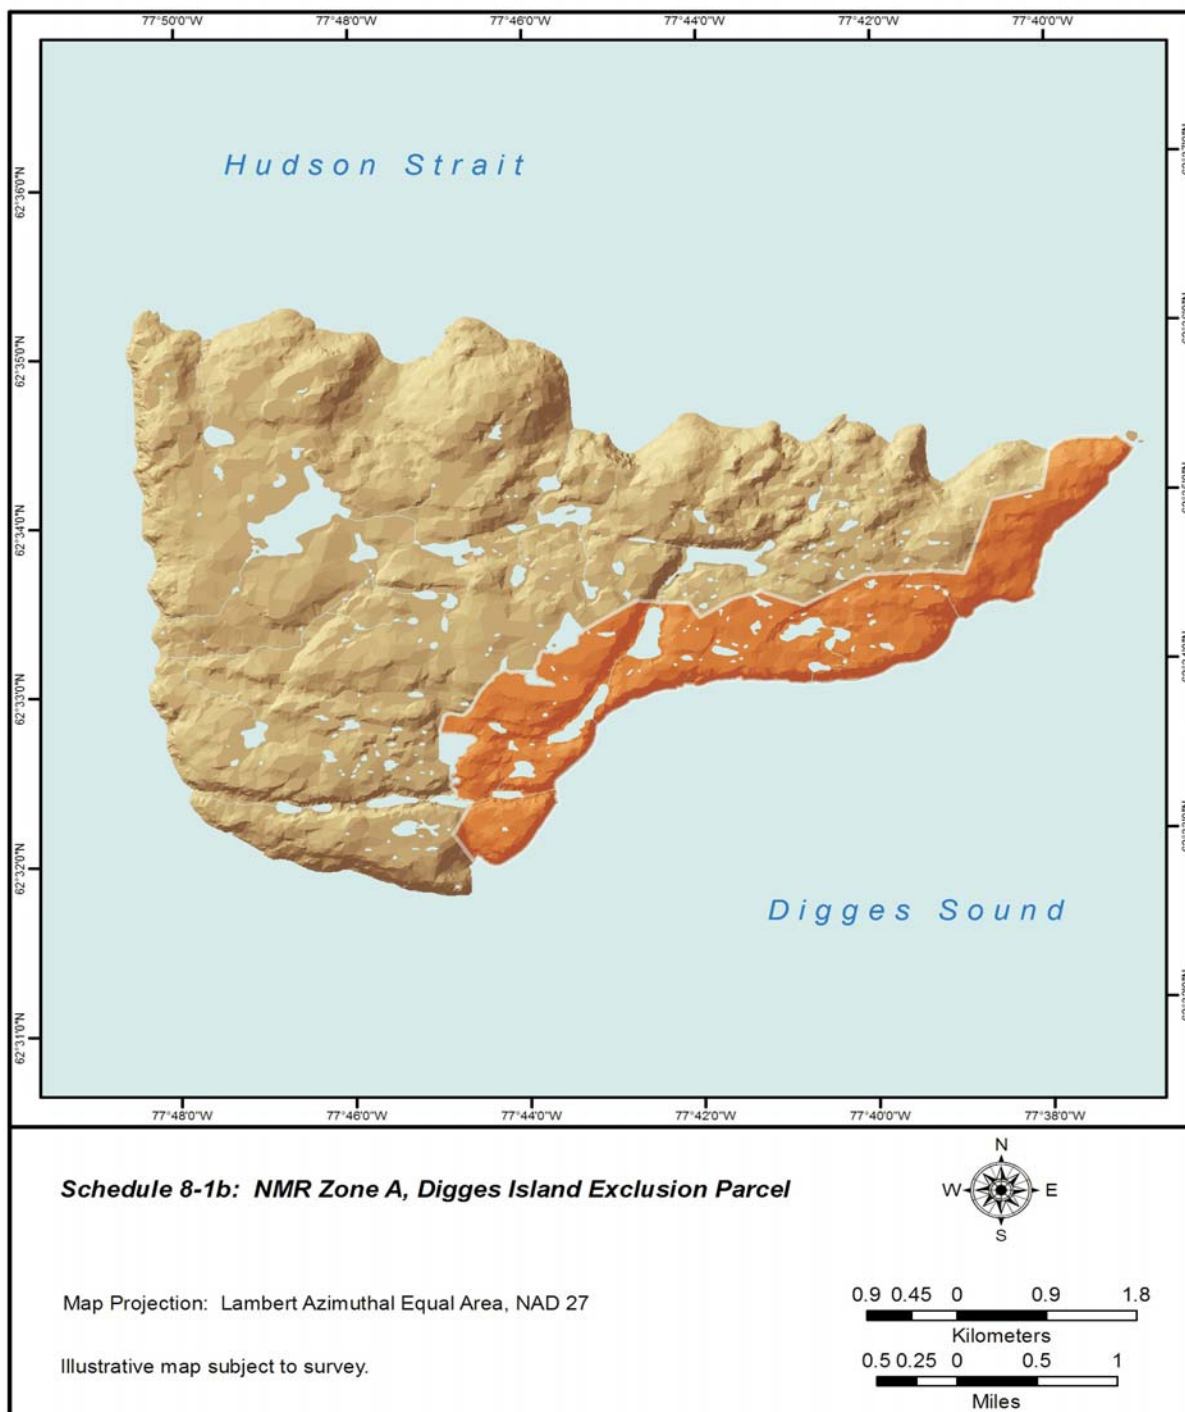 77°50'0"W 77°48'0"W 77°46'0"W 77°44'0"W 77°42'0"W 77°40'0"W
Hudson Strait
62°36'0"N
62°35'0"N
62°34'0"N
62°33'0"N
62°32'0"N
62°31'0"N
Digges Sound
77°48'0"W 77°46'0"W 77°44'0"W 77°42'0"W 77°40'0"W 77°38'0"W
Schedule 8-1b: NMR Zone A, Digges Island Exclusion Parcel
N
W E
S
Map Projection: Lambert Azimuthal Equal Area, NAD 27
0.9 0.45 0 0.9 1.8
Kilometers
Illustrative map subject to survey.
0.5 0.25 0 0.5 1
Miles